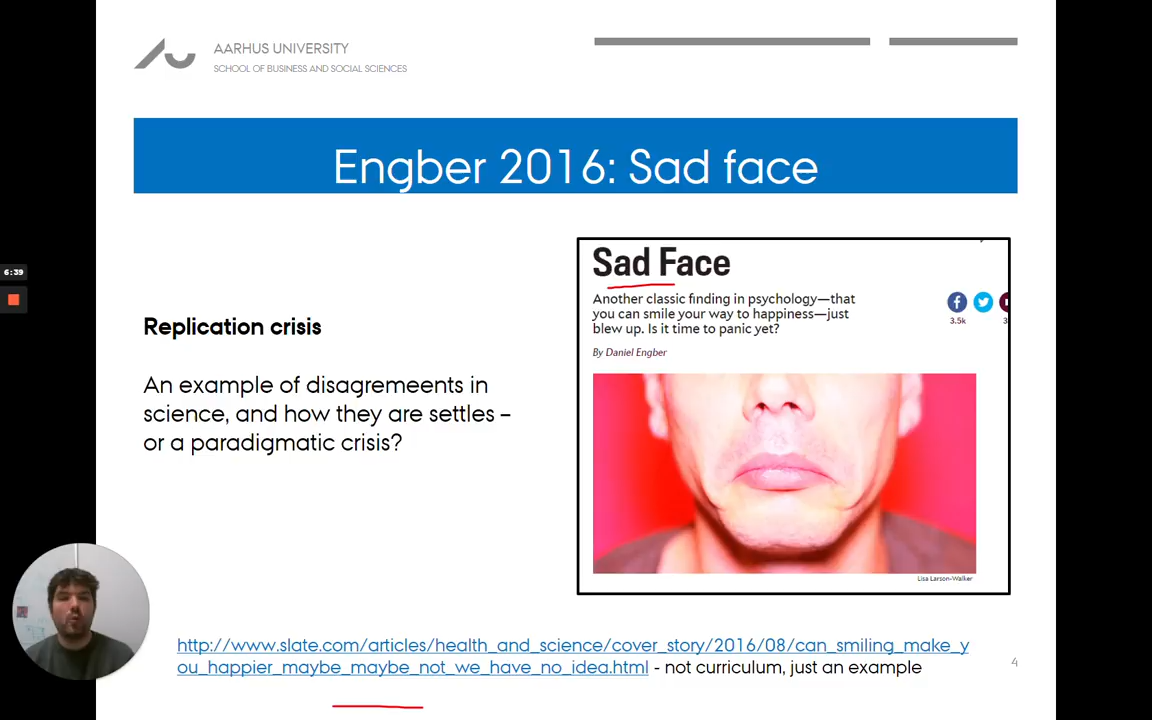 AARHUS UNIVERSITY
SCHOOL OF BUSINESS AND SOCIAL SCIENCES
Engber 2016: Sad face
6:39
Replication crisis
An example of disagremeents in
science, and how they are settles –
or a paradigmatic crisis?
Sad Face
Another classic finding in psychology—that
you can smile your way to happiness—just
blew up. Is it time to panic yet?
3.5k
3
By Daniel Engber
Lisa Larson-Walker
http://www.slate.com/articles/health_and_science/cover_story/2016/08/can_smiling_make_y
ou_happier_maybe_maybe_not_we_have_no_idea.html - not curriculum, just an example
4